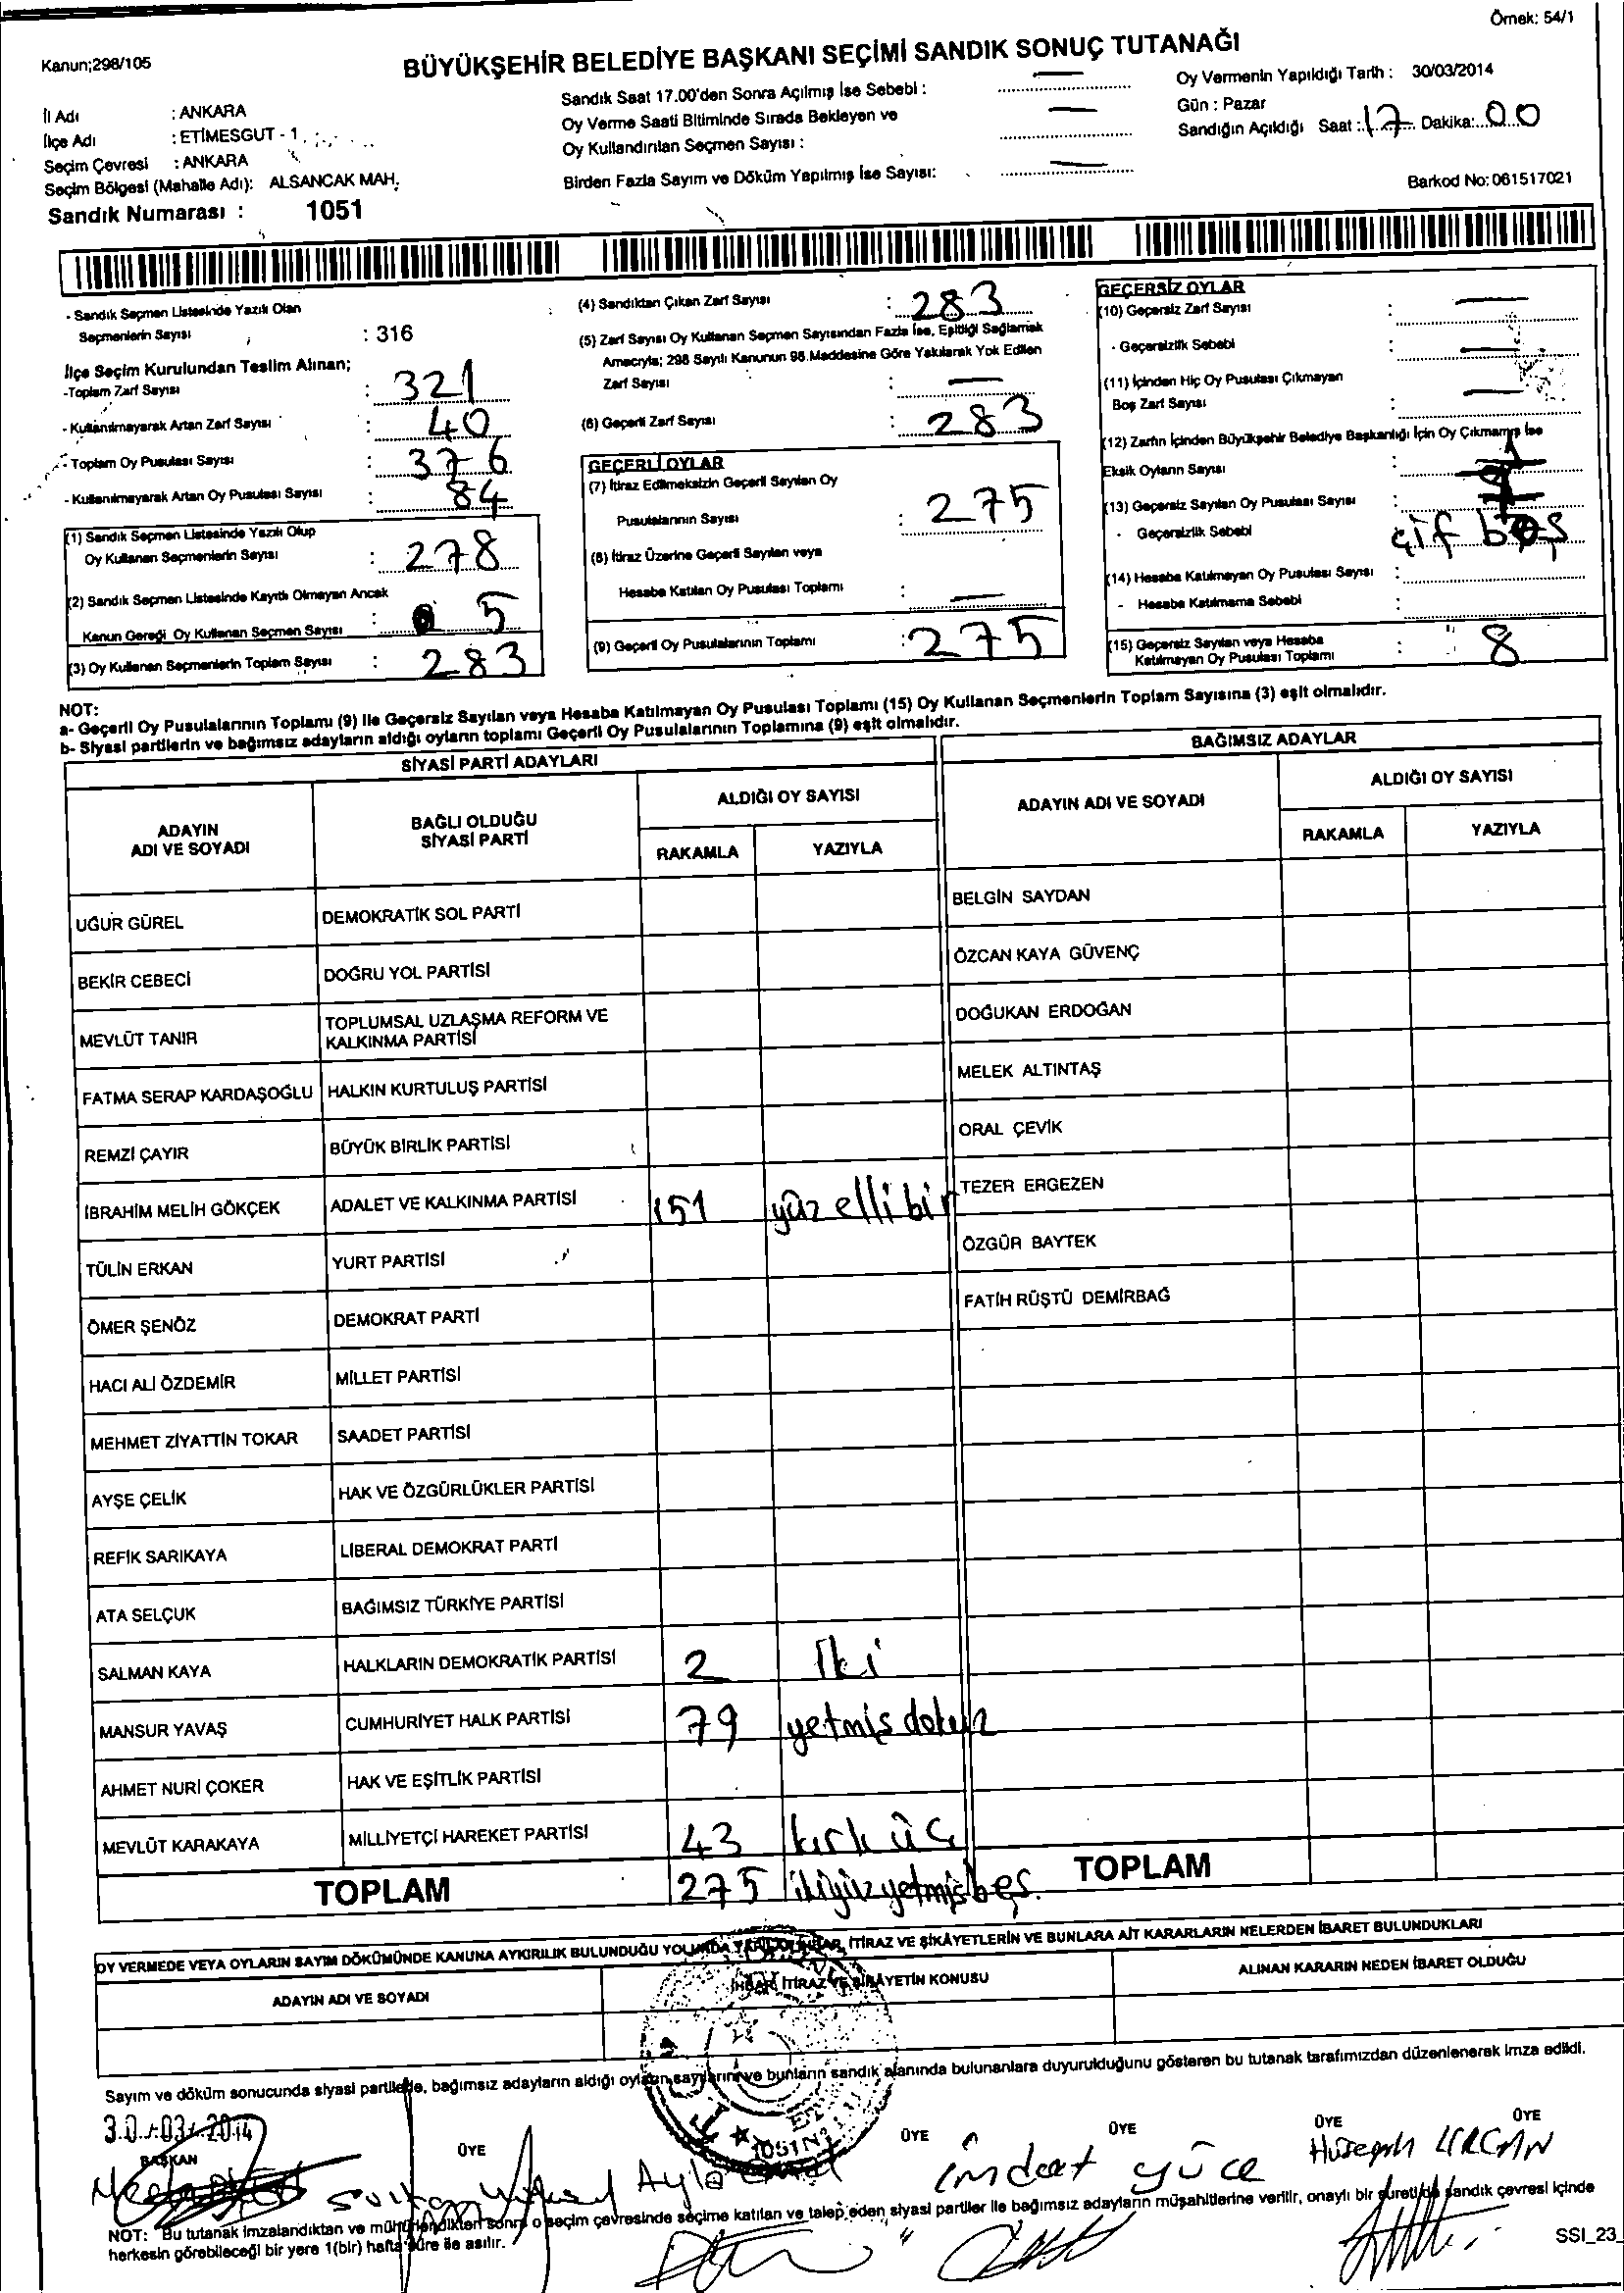 Örnek: 54/1
Kanun;298/105
BÜYÜKŞEHİR BELEDİYE BAŞKANI SEÇİMİ SANDIK SONUÇ TUTANAĞI
İl Adı : ANKARA
İlçe Adı : ETİMESGUT - 1
Seçim Çevresi : ANKARA
Seçim Bölgesi (Mahalle Adı): ALSANCAK MAH.
Sandık Numarası : 1051
Sandık Saat 17.00'den Sonra Açılmış İse Sebebi :
Oy Verme Saati Bitiminde Sırada Bekleyen ve
Oy Kullandırılan Seçmen Sayısı :
Birden Fazla Sayım ve Döküm Yapılmış İse Sayısı:
Oy Vermenin Yapıldığı Tarih : 30/03/2014
Gün : Pazar
Sandığın Açıldığı Saat : 17 Dakika: 00
Barkod No: 061517021
- Sandık Seçmen Listesinde Yazılı Olan
Seçmenlerin Sayısı : 316
İlçe Seçim Kurulundan Teslim Alınan;
-Toplam Zarf Sayısı : 321
- Kullanılmayarak Artan Zarf Sayısı : 40
- Toplam Oy Pusulası Sayısı : 376
- Kullanılmayarak Artan Oy Pusulası Sayısı : 84
(1) Sandık Seçmen Listesinde Yazılı Olup
Oy Kullanan Seçmenlerin Sayısı : 278
(2) Sandık Seçmen Listesinde Kayıtlı Olmayan Ancak
Kanun Gereği Oy Kullanan Seçmen Sayısı : 5
(3) Oy Kullanan Seçmenlerin Toplam Sayısı : 283
(4) Sandıktan Çıkan Zarf Sayısı : 283
(5) Zarf Sayısı Oy Kullanan Seçmen Sayısından Fazla İse, Eşitliği Sağlamak
Amacıyla; 298 Sayılı Kanunun 98.Maddesine Göre Yakılarak Yok Edilen
Zarf Sayısı : —
(6) Geçerli Zarf Sayısı : 283
GEÇERLİ OYLAR
(7) İtiraz Edilmeksizin Geçerli Sayılan Oy
Pusulalarının Sayısı : 275
(8) İtiraz Üzerine Geçerli Sayılan veya
Hesaba Katılan Oy Pusulası Toplamı : —
(9) Geçerli Oy Pusulalarının Toplamı : 275
GEÇERSİZ OYLAR
(10) Geçersiz Zarf Sayısı : —
- Geçersizlik Sebebi : —
(11) İçinden Hiç Oy Pusulası Çıkmayan
Boş Zarf Sayısı : —
(12) Zarfın İçinden Büyükşehir Belediye Başkanlığı İçin Oy Çıkmamış İse
Eksik Oyların Sayısı :
(13) Geçersiz Sayılan Oy Pusulası Sayısı :
- Geçersizlik Sebebi çif boş
(14) Hesaba Katılmayan Oy Pusulası Sayısı :
- Hesaba Katılmama Sebebi :
(15) Geçersiz Sayılan veya Hesaba
Katılmayan Oy Pusulası Toplamı : 8
NOT:
a- Geçerli Oy Pusulalarının Toplamı (9) ile Geçersiz Sayılan veya Hesaba Katılmayan Oy Pusulası Toplamı (15) Oy Kullanan Seçmenlerin Toplam Sayısına (3) eşit olmalıdır.
b- Siyasi partilerin ve bağımsız adayların aldığı oyların toplamı Geçerli Oy Pusulalarının Toplamına (9) eşit olmalıdır.
SİYASİ PARTİ ADAYLARI
BAĞIMSIZ ADAYLAR
ADAYIN ADI VE SOYADI
BAĞLI OLDUĞU SİYASİ PARTİ
ALDIĞI OY SAYISI
RAKAMLA YAZIYLA
ADAYIN ADI VE SOYADI
ALDIĞI OY SAYISI
RAKAMLA YAZIYLA
UĞUR GÜREL DEMOKRATİK SOL PARTİ BELGİN SAYDAN
BEKİR CEBECİ DOĞRU YOL PARTİSİ ÖZCAN KAYA GÜVENÇ
MEVLÜT TANIR TOPLUMSAL UZLAŞMA REFORM VE KALKINMA PARTİSİ DOĞUKAN ERDOĞAN
FATMA SERAP KARDAŞOĞLU HALKIN KURTULUŞ PARTİSİ MELEK ALTINTAŞ
REMZİ ÇAYIR BÜYÜK BİRLİK PARTİSİ ORAL ÇEVİK
İBRAHİM MELİH GÖKÇEK ADALET VE KALKINMA PARTİSİ 151 yüzellibir TEZER ERGEZEN
TÜLİN ERKAN YURT PARTİSİ ÖZGÜR BAYTEK
ÖMER ŞENÖZ DEMOKRAT PARTİ FATİH RÜŞTÜ DEMİRBAĞ
HACI ALİ ÖZDEMİR MİLLET PARTİSİ
MEHMET ZİYATTİN TOKAR SAADET PARTİSİ
AYŞE ÇELİK HAK VE ÖZGÜRLÜKLER PARTİSİ
REFİK SARIKAYA LİBERAL DEMOKRAT PARTİ
ATA SELÇUK BAĞIMSIZ TÜRKİYE PARTİSİ
SALMAN KAYA HALKLARIN DEMOKRATİK PARTİSİ 2 İki
MANSUR YAVAŞ CUMHURİYET HALK PARTİSİ 79 yetmişdokuz
AHMET NURİ ÇOKER HAK VE EŞİTLİK PARTİSİ
MEVLÜT KARAKAYA MİLLİYETÇİ HAREKET PARTİSİ 43 kırk üç
TOPLAM 275 ikiyüzyetmişbeş. TOPLAM
OY VERMEDE VEYA OYLARIN SAYIM DÖKÜMÜNDE KANUNA AYKIRILIK BULUNDUĞU YOLUNDA YAPILAN İHBAR, İTİRAZ VE ŞİKÂYETLERİN VE BUNLARA AİT KARARLARIN NELERDEN İBARET BULUNDUKLARI
ADAYIN ADI VE SOYADI İHBAR, İTİRAZ VE ŞİKÂYETİN KONUSU ALINAN KARARIN NEDEN İBARET OLDUĞU
Sayım ve döküm sonucunda siyasi partilerle, bağımsız adayların aldığı oyların sayılarını ve bunların sandık alanında bulunanlara duyurulduğunu gösteren bu tutanak tarafımızdan düzenlenerek imza edildi.
30/03/2014
BAŞKAN ÜYE ÜYE ÜYE ÜYE ÜYE
1051
Sultan Yüksel Ayla imdat yüce Hüseyin URCAN
NOT: Bu tutanak imzalandıktan ve mühürlendikten sonra o seçim çevresinde seçime katılan ve talep eden siyasi partiler ile bağımsız adayların müşahitlerine verilir, onaylı bir sureti de sandık çevresi içinde
herkesin görebileceği bir yere 1(bir) hafta süre ile asılır.
SSI_23_